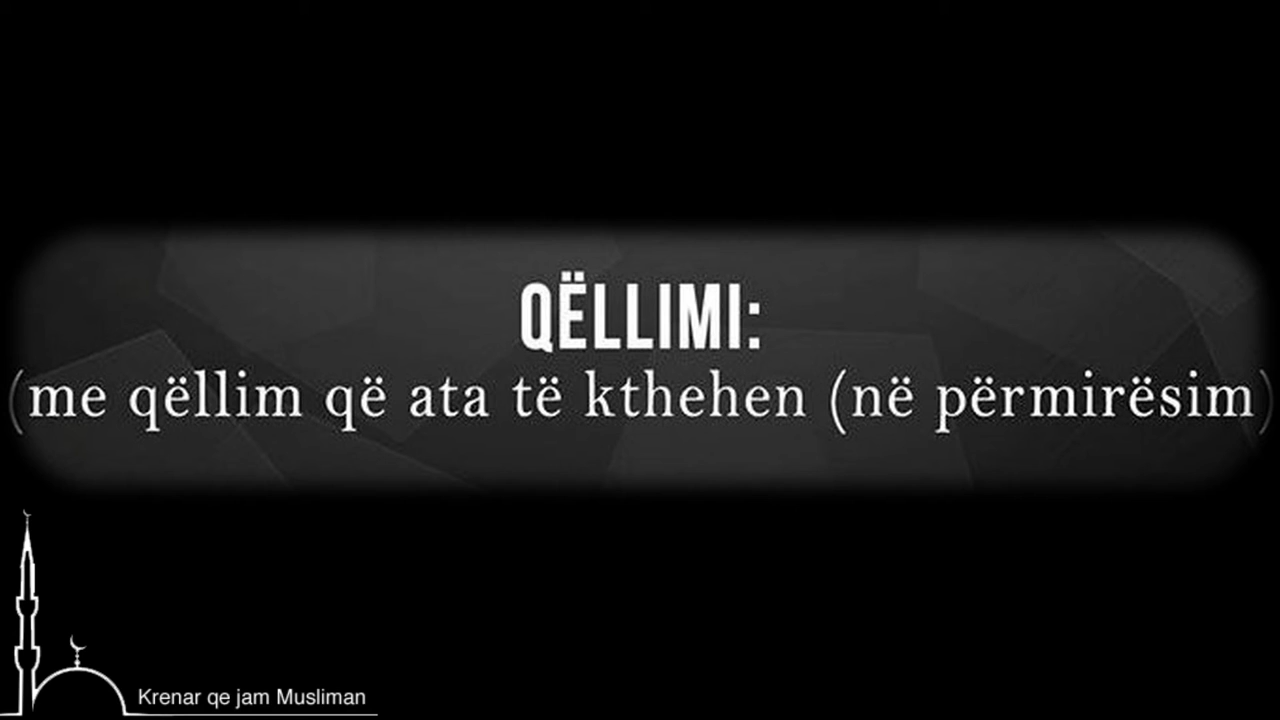 QËLLIMI:
(me qëllim që ata të kthehen (në përmirësim)
Krenar qe jam Musliman